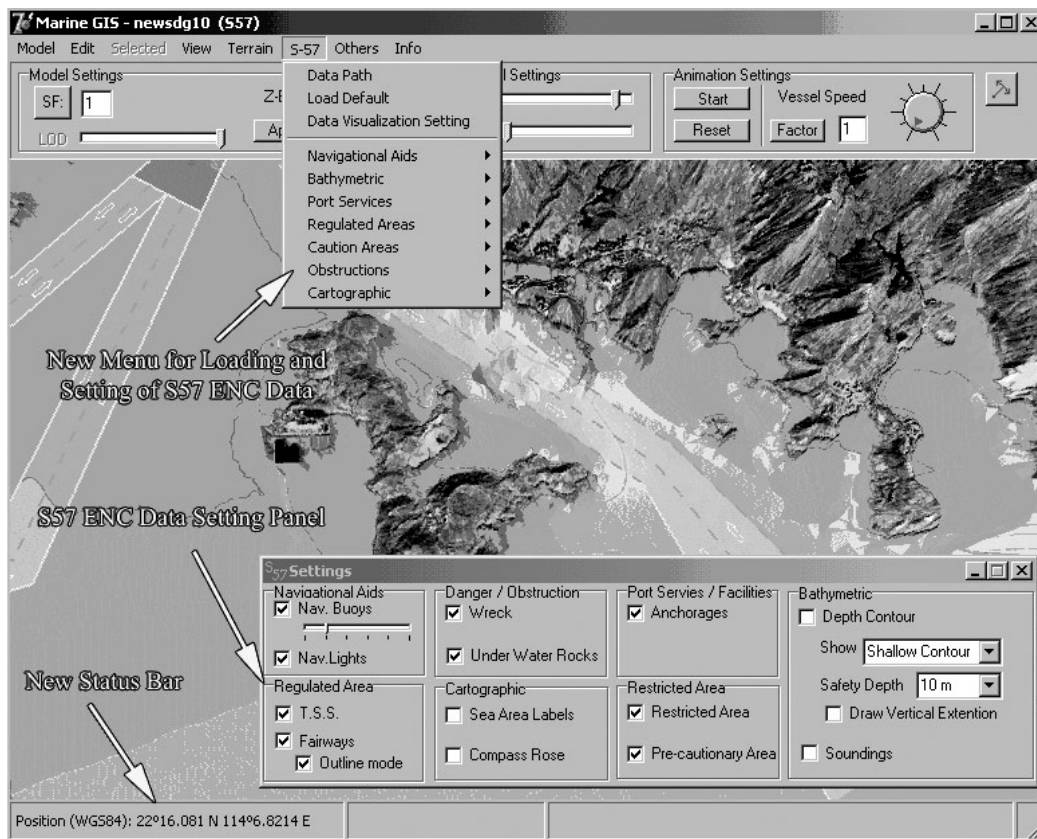 Marine GIS - newsdg10 (S57)
Model Edit Selected View Terrain S-57 Others Info
Model Settings
SF: 1
LOD
Data Path
Load Default
Data Visualization Setting
Navigational Aids
Bathymetric
Port Services
Regulated Areas
Caution Areas
Obstructions
Cartographic
Settings
Animation Settings
Start
Reset
Vessel Speed
Factor 1
New Menu for Loading and
Setting of S57 ENC Data
S57 ENC Data Setting Panel
New Status Bar
S57 Settings
Navigational Aids
Nav. Buoys
Nav.Lights
Danger / Obstruction
Wreck
Under Water Rocks
Port Servies / Facilities
Anchorages
Bathymetric
Depth Contour
Show Shallow Contour
Safety Depth 10 m
Draw Vertical Extention
Soundings
Regulated Area
T.S.S.
Fairways
Outline mode
Cartographic
Sea Area Labels
Compass Rose
Restricted Area
Restricted Area
Pre-cautionary Area
Position (WGS84): 22º16.081 N 114º6.8214 E